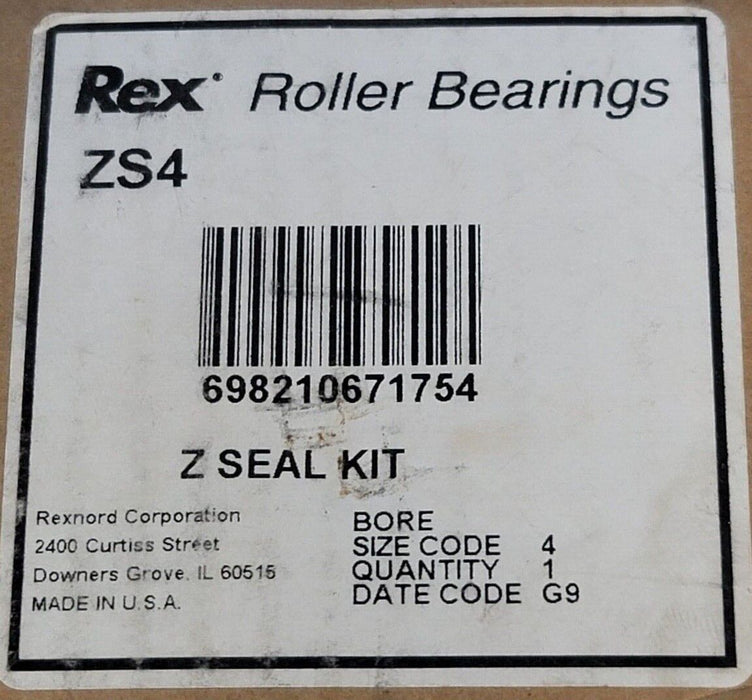 Rex® Roller Bearings
ZS4
698210671754
Z SEAL KIT
Rexnord Corporation
2400 Curtiss Street
Downers Grove, IL 60515
MADE IN U.S.A.
BORE
SIZE CODE 4
QUANTITY 1
DATE CODE G9